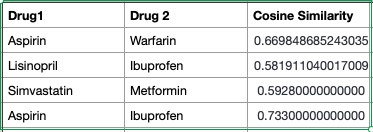 Drug1 Drug 2 Cosine Similarity
Aspirin Warfarin 0.669848685243035
Lisinopril Ibuprofen 0.581911040017009
Simvastatin Metformin 0.59280000000000
Aspirin Ibuprofen 0.73300000000000